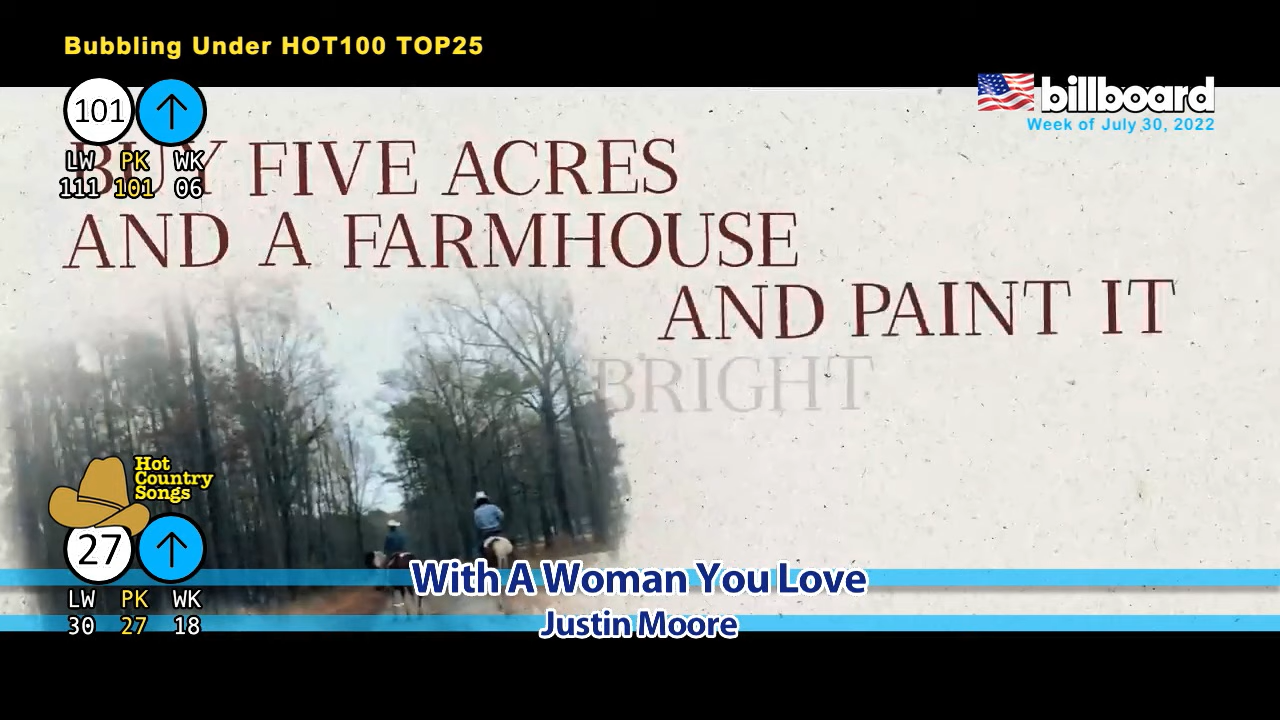 Bubbling Under HOT100 TOP25
101
LW PK WK
111 101 06
billboard
Week of July 30, 2022
BUY FIVE ACRES
AND A FARMHOUSE
AND PAINT IT
BRIGHT
Hot
Country
Songs
27
LW PK WK
30 27 18
With A Woman You Love
Justin Moore